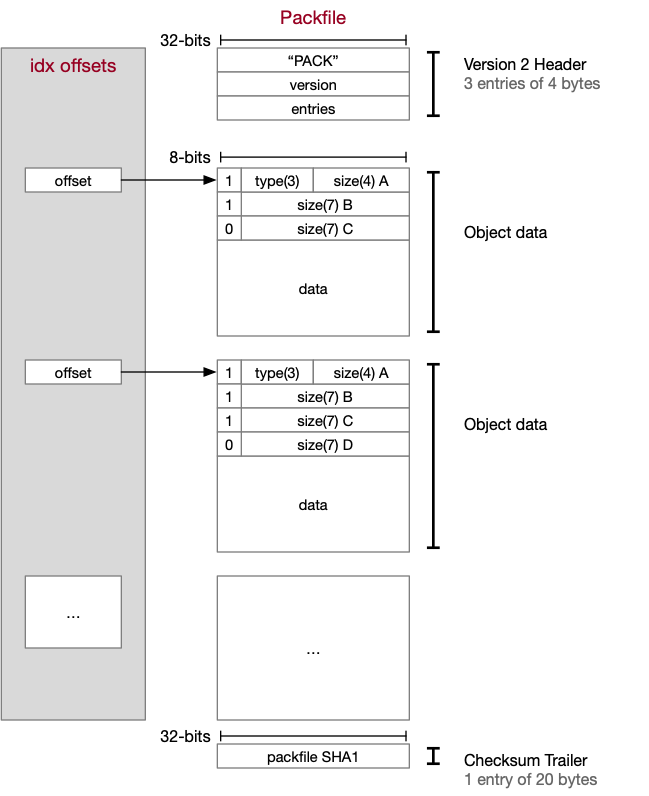 Packfile
32-bits
idx offsets
“PACK”
version
entries
Version 2 Header
3 entries of 4 bytes
8-bits
offset
1 type(3) size(4) A
1 size(7) B
0 size(7) C
data
Object data
offset
1 type(3) size(4) A
1 size(7) B
1 size(7) C
0 size(7) D
data
Object data
...
...
32-bits
packfile SHA1
Checksum Trailer
1 entry of 20 bytes